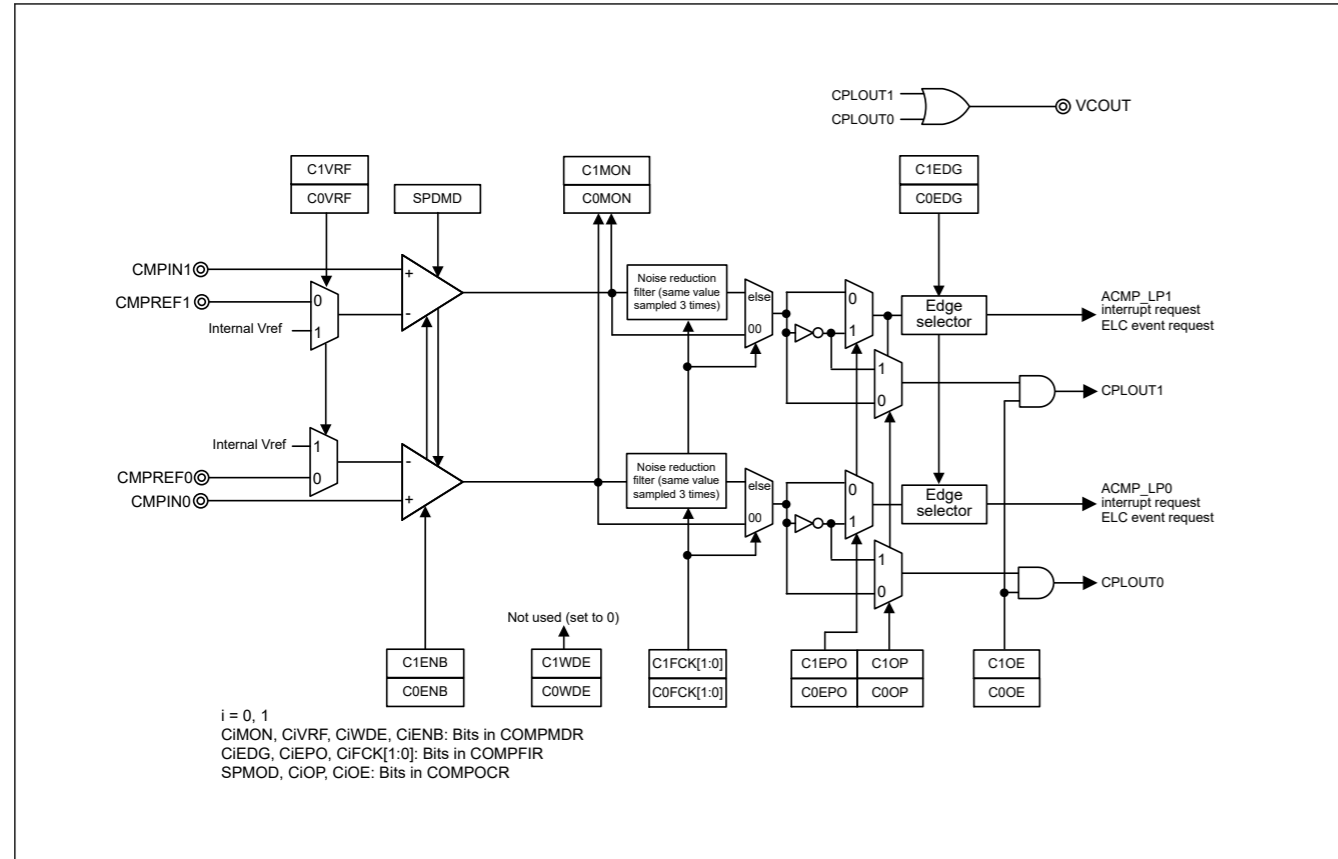 CPLOUT1
CPLOUT0
VCOUT
C1VRF
C0VRF
SPDMD
C1MON
C0MON
C1EDG
C0EDG
CMPIN1
CMPREF1
Internal Vref
0
1
+
-
Noise reduction
filter (same value
sampled 3 times)
else
00
0
1
1
0
Edge
selector
ACMP_LP1
interrupt request
ELC event request
CPLOUT1
Internal Vref
CMPREF0
CMPIN0
1
0
-
+
Noise reduction
filter (same value
sampled 3 times)
else
00
0
1
1
0
Edge
selector
ACMP_LP0
interrupt request
ELC event request
CPLOUT0
Not used (set to 0)
C1ENB
C0ENB
C1WDE
C0WDE
C1FCK[1:0]
C0FCK[1:0]
C1EPO
C0EPO
C1OP
C0OP
C1OE
C0OE
i = 0, 1
CiMON, CiVRF, CiWDE, CiENB: Bits in COMPMDR
CiEDG, CiEPO, CiFCK[1:0]: Bits in COMPFIR
SPMOD, CiOP, CiOE: Bits in COMPOCR